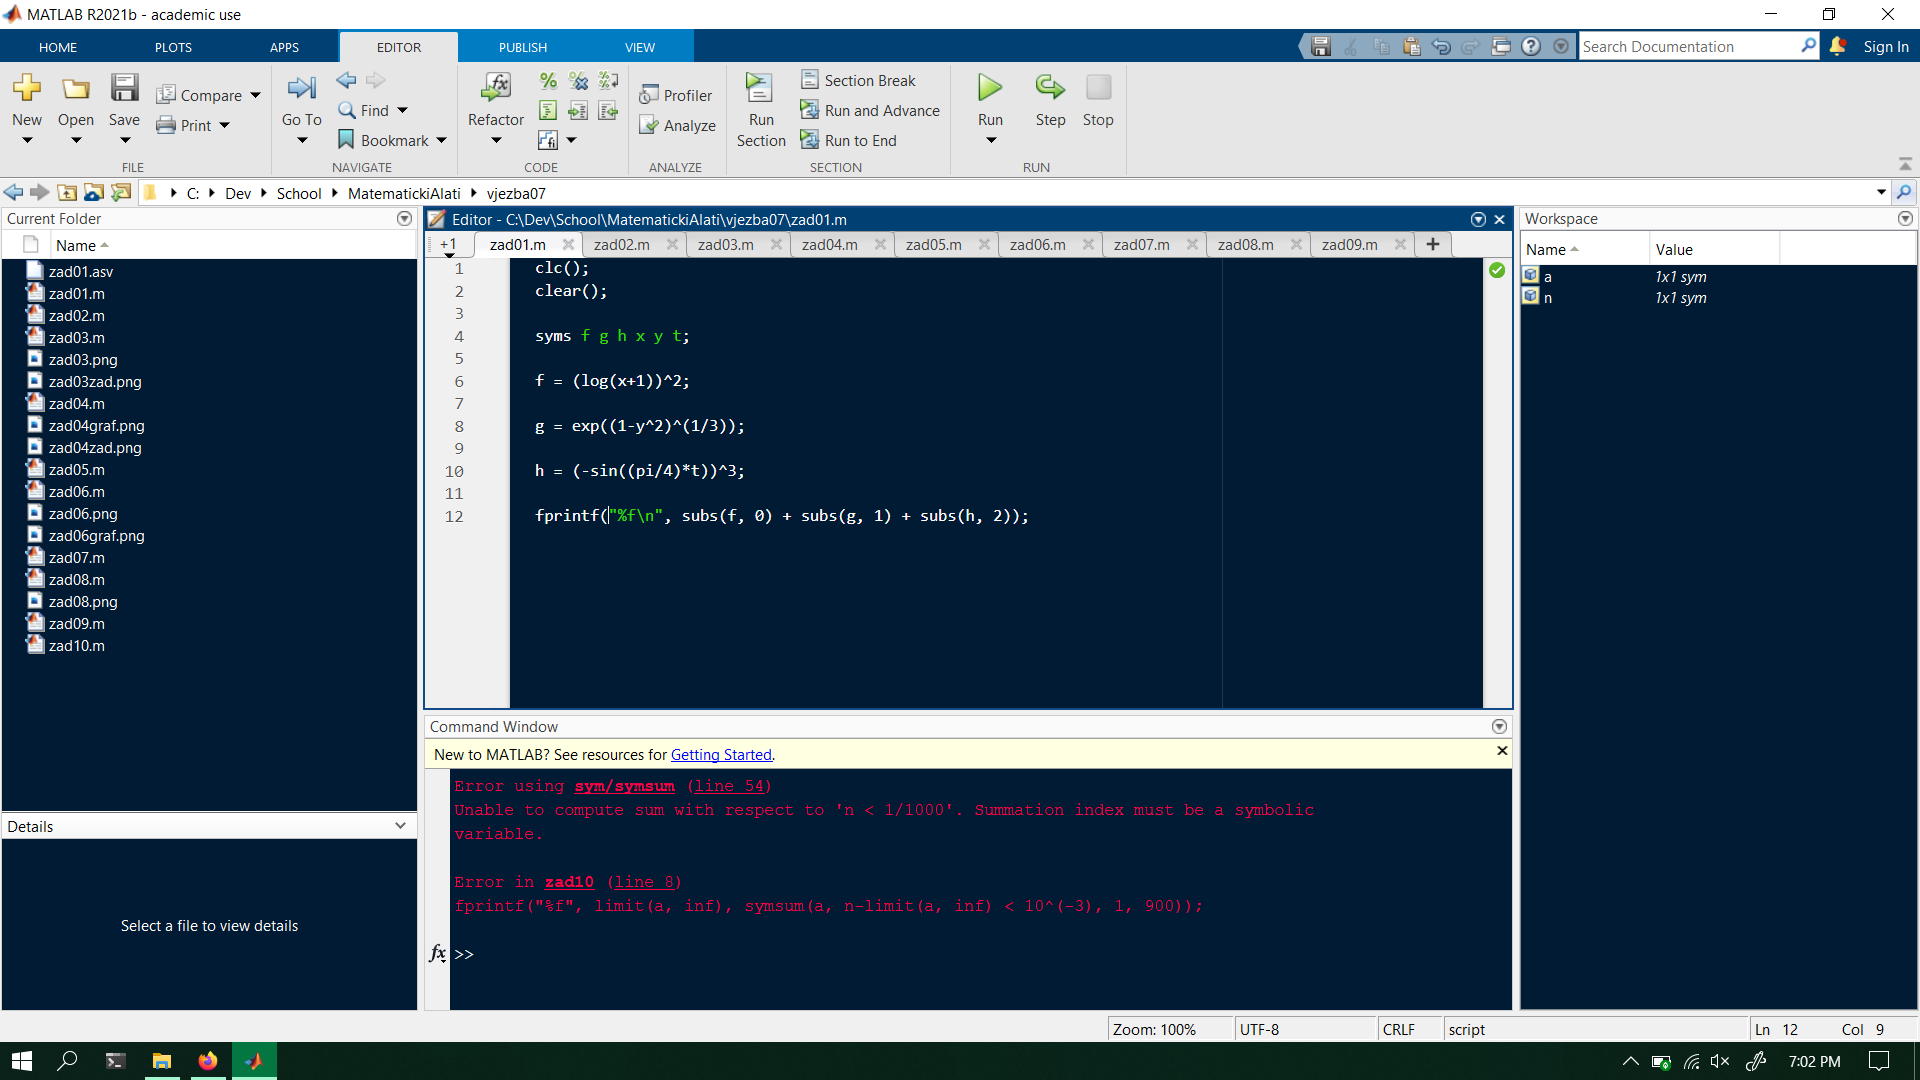 MATLAB R2021b - academic use
HOME PLOTS APPS EDITOR PUBLISH VIEW
Search Documentation
Sign In
New
Open
Save
Compare
Print
FILE
Go To
Find
Bookmark
NAVIGATE
Refactor
CODE
Profiler
Analyze
ANALYZE
Run
Section
Section Break
Run and Advance
Run to End
SECTION
Run
Step
Stop
RUN
C: Dev School MatematickiAlati vjezba07
Current Folder
Name
zad01.asv
zad01.m
zad02.m
zad03.m
zad03.png
zad03zad.png
zad04.m
zad04graf.png
zad04zad.png
zad05.m
zad06.m
zad06.png
zad06graf.png
zad07.m
zad08.m
zad08.png
zad09.m
zad10.m
Details
Select a file to view details
Editor - C:\Dev\School\MatematickiAlati\vjezba07\zad01.m
+1 zad01.m zad02.m zad03.m zad04.m zad05.m zad06.m zad07.m zad08.m zad09.m +
1 clc();
2 clear();
3
4 syms f g h x y t;
5
6 f = (log(x+1))^2;
7
8 g = exp((1-y^2)^(1/3));
9
10 h = (-sin((pi/4)*t))^3;
11
12 fprintf("%f\n", subs(f, 0) + subs(g, 1) + subs(h, 2));
Command Window
New to MATLAB? See resources for Getting Started.
Error using sym/symsum (line 54)
Unable to compute sum with respect to 'n < 1/1000'. Summation index must be a symbolic
variable.
Error in zad10 (line 8)
fprintf("%f", limit(a, inf), symsum(a, n-limit(a, inf) < 10^(-3), 1, 900));
fx >>
Workspace
Name Value
a 1x1 sym
n 1x1 sym
Zoom: 100% UTF-8 CRLF script Ln 12 Col 9
7:02 PM